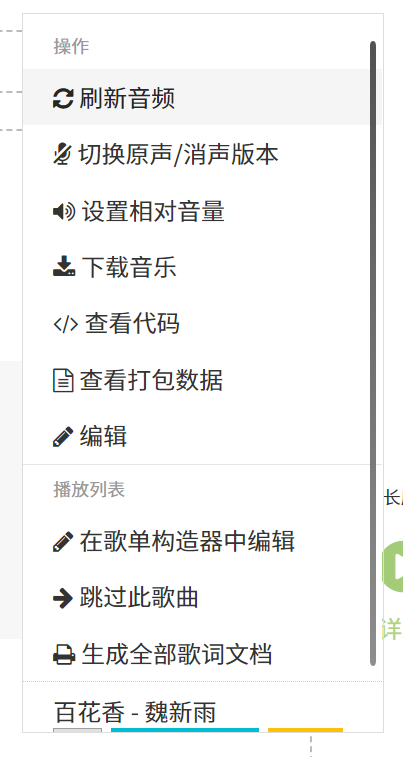 操作
刷新音频
切换原声/消声版本
设置相对音量
下载音乐
查看代码
查看打包数据
编辑
播放列表
长
在歌单构造器中编辑
跳过此歌曲
详
生成全部歌词文档
百花香 - 魏新雨